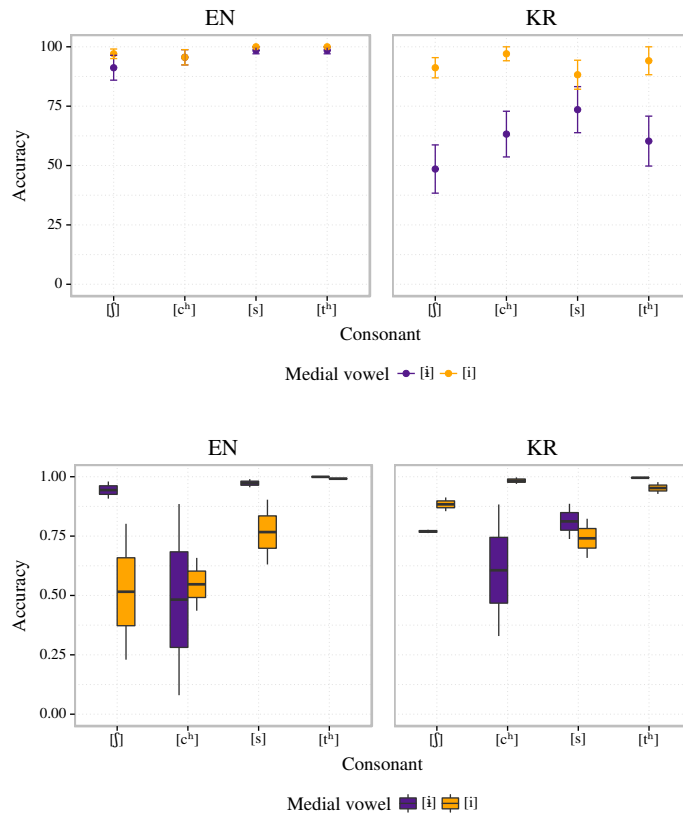 EN KR
100
75
50
25
0
Accuracy
[ʃ] [cʰ] [s] [tʰ] [ʃ] [cʰ] [s] [tʰ]
Consonant
Medial vowel [ɨ] [i]
EN KR
1.00
0.75
0.50
0.25
0.00
Accuracy
[ʃ] [cʰ] [s] [tʰ] [ʃ] [cʰ] [s] [tʰ]
Consonant
Medial vowel [ɨ] [i]